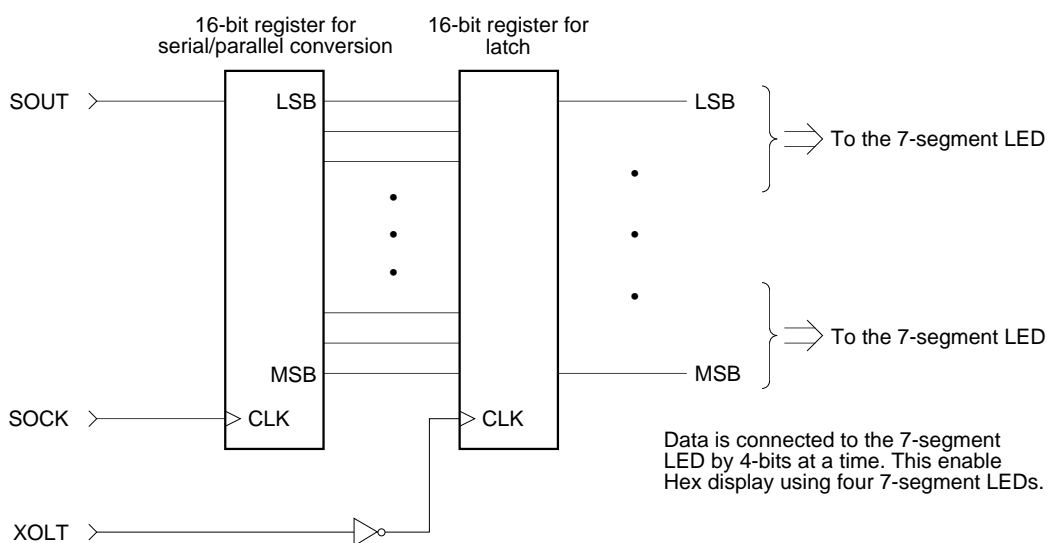 16-bit register for
serial/parallel conversion
16-bit register for
latch
SOUT
LSB
LSB
To the 7-segment LED
To the 7-segment LED
MSB
MSB
SOCK
CLK
CLK
Data is connected to the 7-segment
LED by 4-bits at a time. This enable
Hex display using four 7-segment LEDs.
XOLT